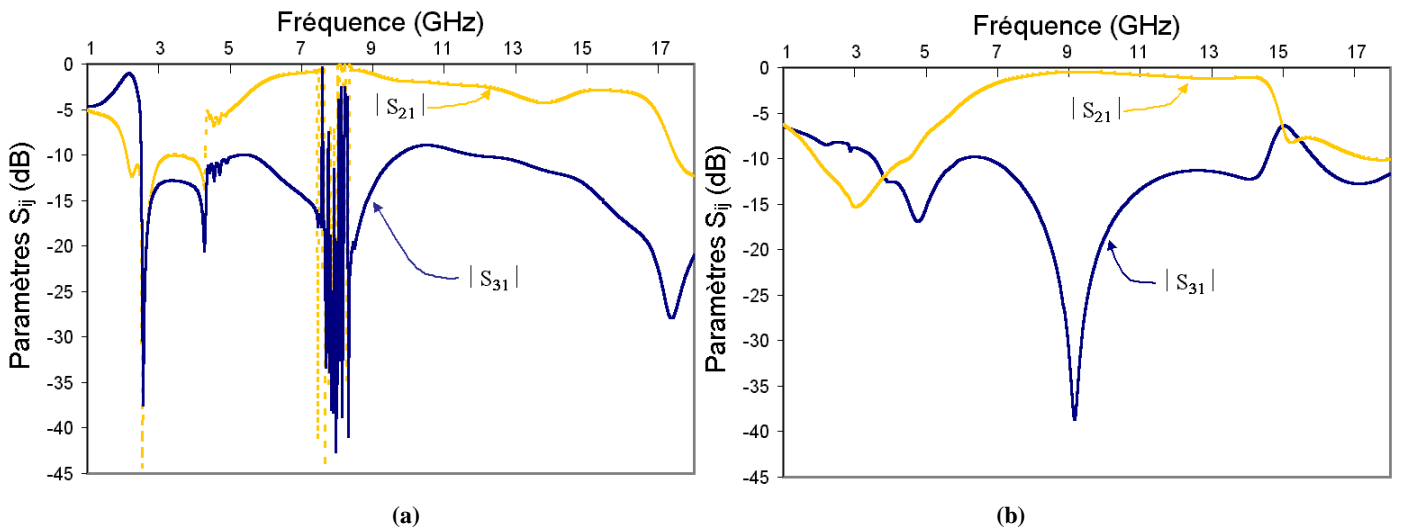 Fréquence (GHz)
1 3 5 7 9 11 13 15 17
0
-5
-10
-15
-20
-25
-30
-35
-40
-45
Paramètres Sij (dB)
| S21 |
| S31 |
(a)
Fréquence (GHz)
1 3 5 7 9 11 13 15 17
0
-5
-10
-15
-20
-25
-30
-35
-40
-45
Paramètres Sij (dB)
| S21 |
| S31 |
(b)